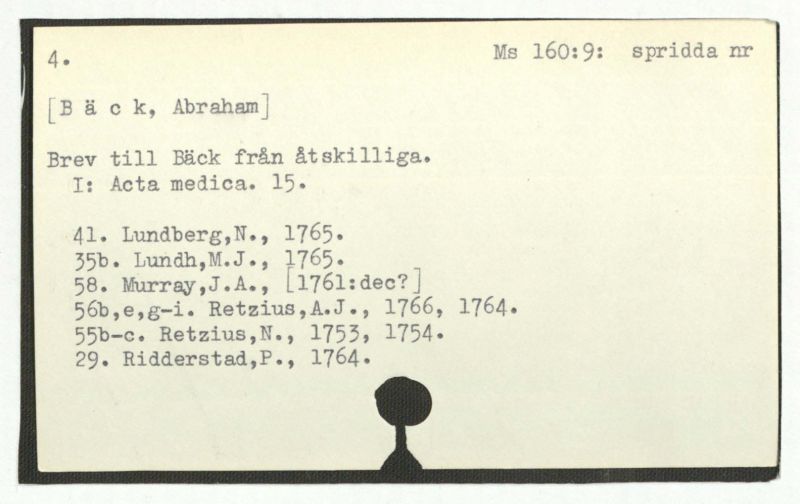 4. Ms 160:9: spridda nr
[B ä c k, Abraham]
Brev till Bäck från åtskilliga.
I: Acta medica. 15.
41. Lundberg,N., 1765.
35b. Lundh,M.J., 1765.
58. Murray,J.A., [1761:dec?]
56b,e,g-i. Retzius,A.J., 1766, 1764.
55b-c. Retzius,N., 1753, 1754.
29. Ridderstad,P., 1764.